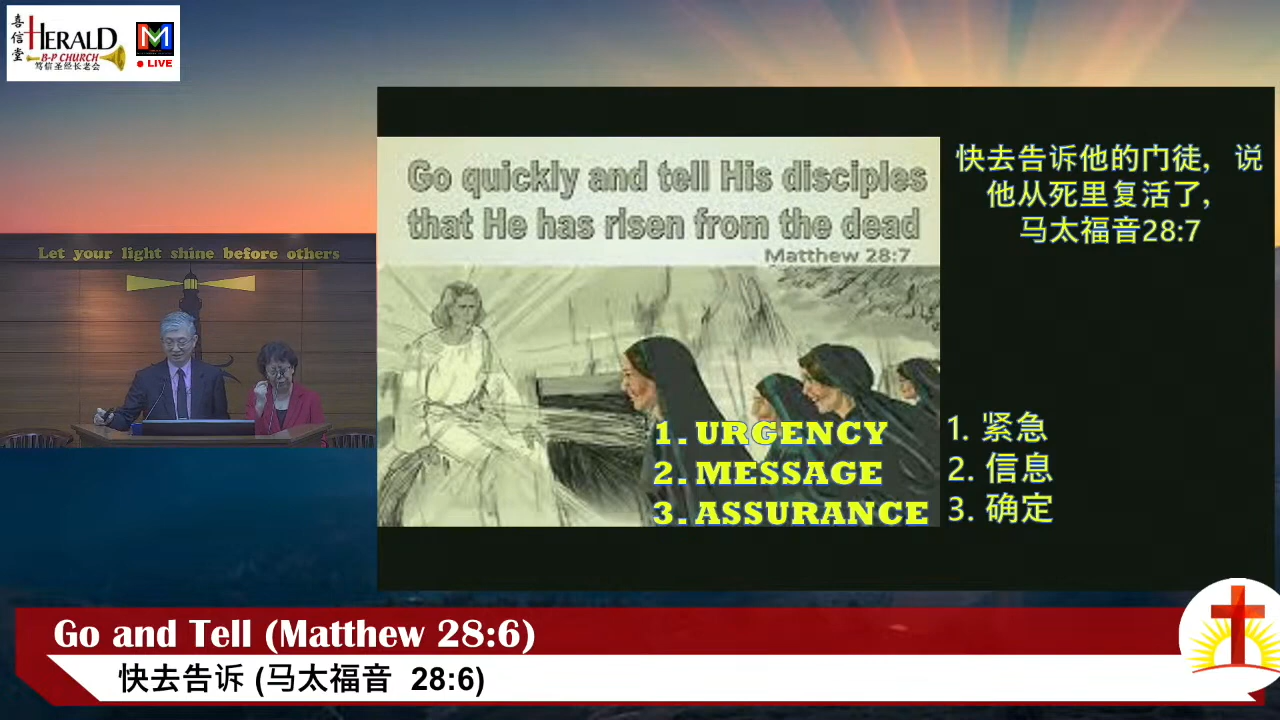 喜信堂
HERALD
B-P CHURCH
笃信圣经长老会
LIVE
Let your light shine before others
Go quickly and tell His disciples
that He has risen from the dead
Matthew 28:7
1. URGENCY
2. MESSAGE
3. ASSURANCE
快去告诉他的门徒，说
他从死里复活了，
马太福音28:7
1. 紧急
2. 信息
3. 确定
Go and Tell (Matthew 28:6)
快去告诉 (马太福音 28:6)